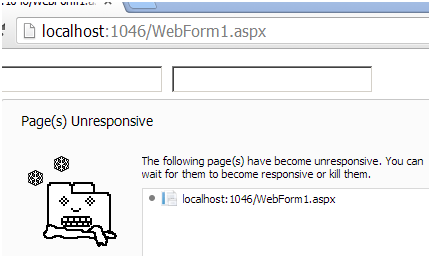 localhost:1046/WebForm1.aspx
Page(s) Unresponsive
The following page(s) have become unresponsive. You can
wait for them to become responsive or kill them.
localhost:1046/WebForm1.aspx